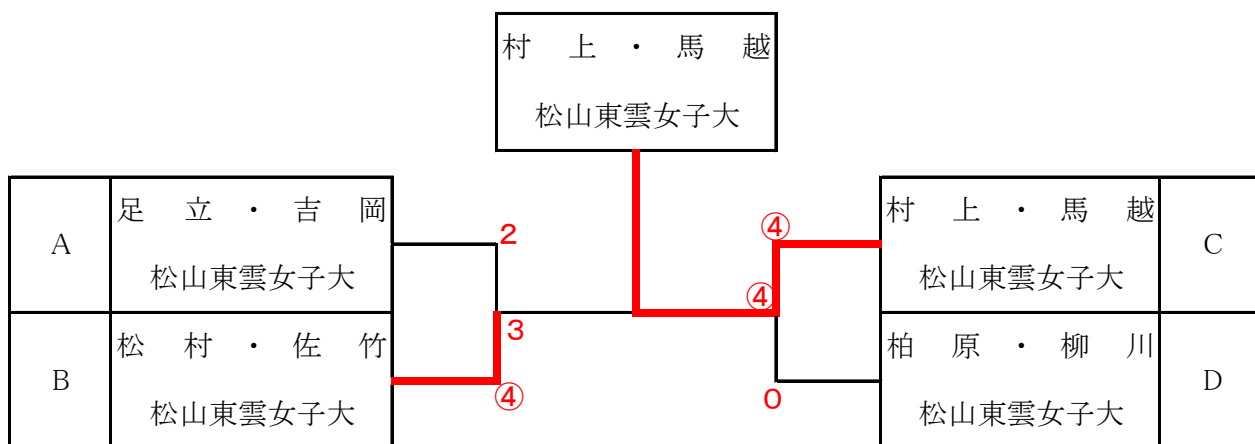 村上・馬越
松山東雲女子大
A
足立・吉岡
松山東雲女子大
2
B
松村・佐竹
松山東雲女子大
3
④
④
④
0
村上・馬越
松山東雲女子大
C
柏原・柳川
松山東雲女子大
D